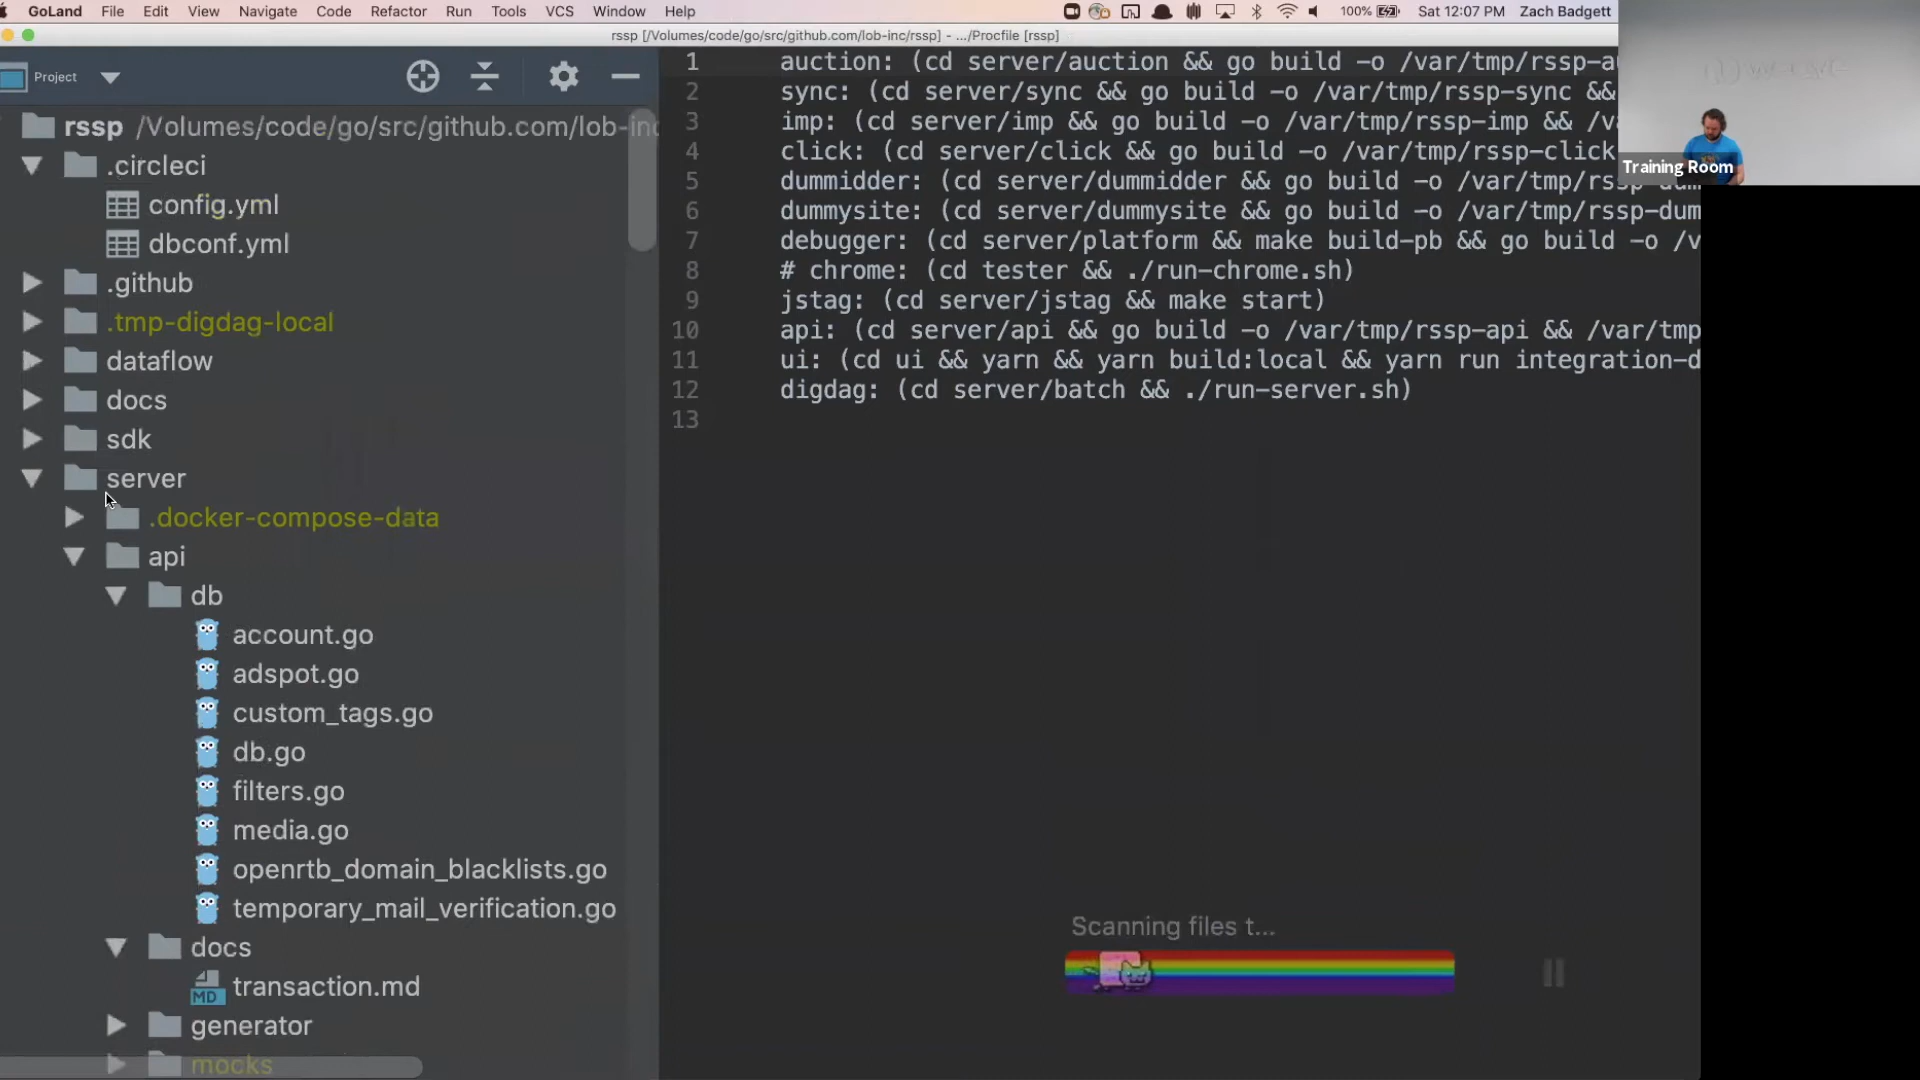 GoLand File Edit View Navigate Code Refactor Run Tools VCS Window Help 100% Sat 12:07 PM Zach Badgett
rssp [/Volumes/code/go/src/github.com/lob-inc/rssp] - .../Procfile [rssp]
Project
rssp /Volumes/code/go/src/github.com/lob-inc
.circleci
config.yml
dbconf.yml
.github
.tmp-digdag-local
dataflow
docs
sdk
server
.docker-compose-data
api
db
account.go
adspot.go
custom_tags.go
db.go
filters.go
media.go
openrtb_domain_blacklists.go
temporary_mail_verification.go
docs
MD transaction.md
generator
mocks
1 auction: (cd server/auction && go build -o /var/tmp/rssp-au
2 sync: (cd server/sync && go build -o /var/tmp/rssp-sync &&
3 imp: (cd server/imp && go build -o /var/tmp/rssp-imp && /va
4 click: (cd server/click && go build -o /var/tmp/rssp-click
5 dummidder: (cd server/dummidder && go build -o /var/tmp/rssp-dum
6 dummysite: (cd server/dummysite && go build -o /var/tmp/rssp-dum
7 debugger: (cd server/platform && make build-pb && go build -o /v
8 # chrome: (cd tester && ./run-chrome.sh)
9 jstag: (cd server/jstag && make start)
10 api: (cd server/api && go build -o /var/tmp/rssp-api && /var/tmp
11 ui: (cd ui && yarn && yarn build:local && yarn run integration-d
12 digdag: (cd server/batch && ./run-server.sh)
13
Scanning files t...
Training Room